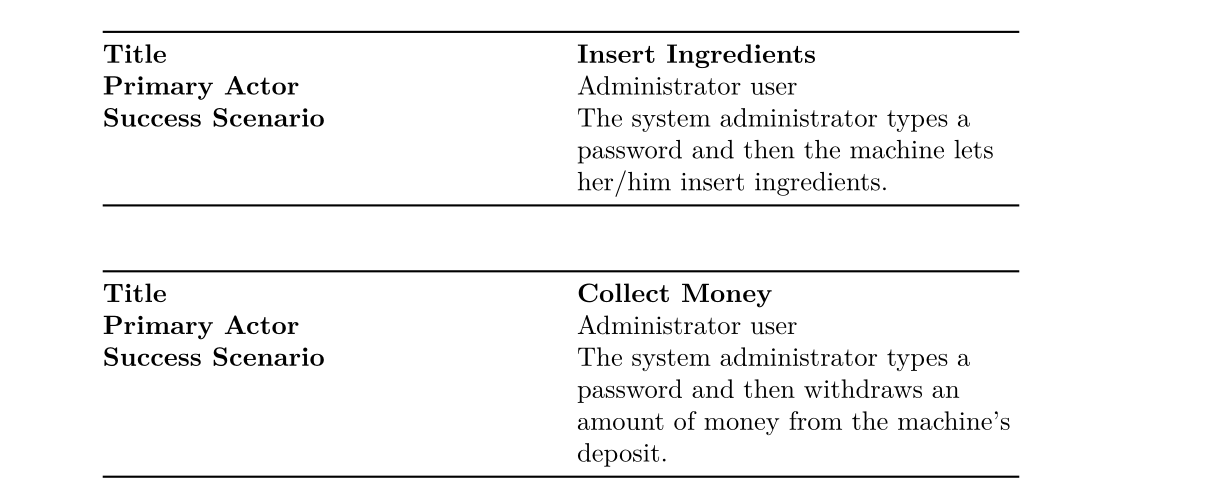 Title Insert Ingredients
Primary Actor Administrator user
Success Scenario The system administrator types a
password and then the machine lets
her/him insert ingredients.
Title Collect Money
Primary Actor Administrator user
Success Scenario The system administrator types a
password and then withdraws an
amount of money from the machine's
deposit.